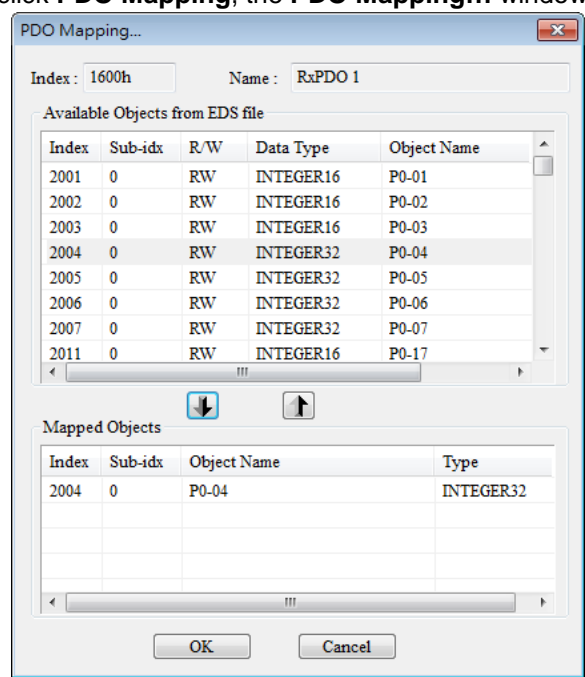 click PDO Mapping, the PDO Mapping... window
PDO Mapping...
Index : 1600h Name : RxPDO 1
Available Objects from EDS file
Index Sub-idx R/W Data Type Object Name
2001 0 RW INTEGER16 P0-01
2002 0 RW INTEGER16 P0-02
2003 0 RW INTEGER16 P0-03
2004 0 RW INTEGER32 P0-04
2005 0 RW INTEGER32 P0-05
2006 0 RW INTEGER32 P0-06
2007 0 RW INTEGER32 P0-07
2011 0 RW INTEGER16 P0-17
Mapped Objects
Index Sub-idx Object Name Type
2004 0 P0-04 INTEGER32
OK Cancel